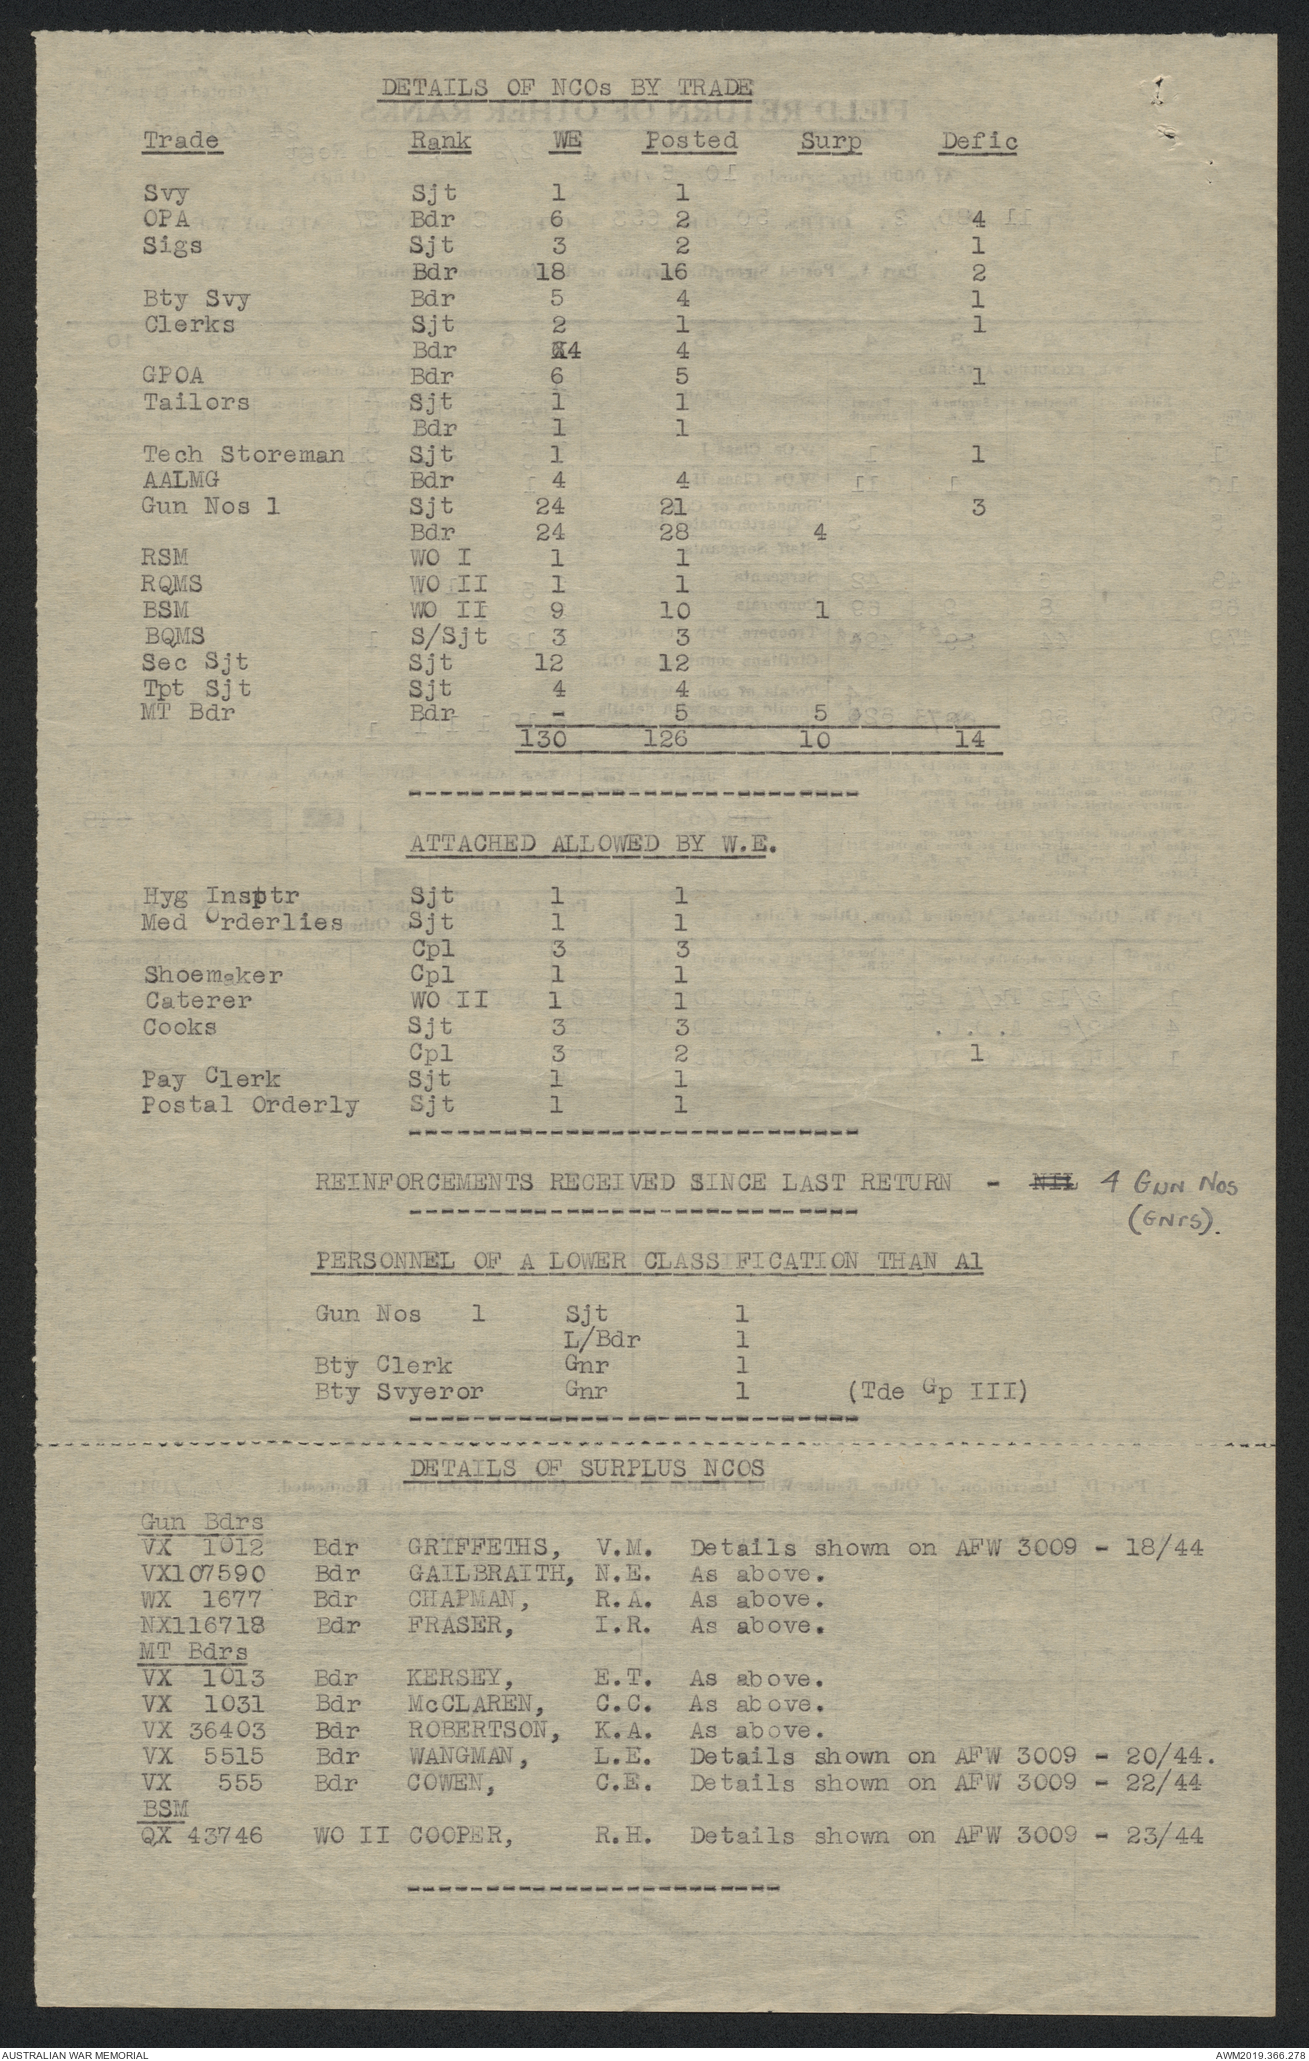 DETAILS OF NCOs BY TRADE
Trade Rank WE Posted Surp Defic
Svy Sjt 1 1
OPA Bdr 6 2 4
Sigs Sjt 3 2 1
Bdr 18 16 2
Bty Svy Bdr 5 4 1
Clerks Sjt 2 1 1
Bdr 4 4
GPOA Bdr 6 5 1
Tailors Sjt 1 1
Bdr 1 1
Tech Storeman Sjt 1 1
AALMG Bdr 4 4
Gun Nos 1 Sjt 24 21 3
Bdr 24 28 4
RSM WO I 1 1
RQMS WO II 1 1
BSM WO II 9 10 1
BQMS S/Sjt 3 3
Sec Sjt Sjt 12 12
Tpt Sjt Sjt 4 4
MT Bdr Bdr - 5 5
130 126 10 14
ATTACHED ALLOWED BY W.E.
Hyg Insptr Sjt 1 1
Med Orderlies Sjt 1 1
Cpl 3 3
Shoemaker Cpl 1 1
Caterer WO II 1 1
Cooks Sjt 3 3
Cpl 3 2 1
Pay Clerk Sjt 1 1
Postal Orderly Sjt 1 1
REINFORCEMENTS RECEIVED SINCE LAST RETURN - NIL 4 GUN NOS
(GNRS).
PERSONNEL OF A LOWER CLASSIFICATION THAN A1
Gun Nos 1 Sjt 1
L/Bdr 1
Bty Clerk Gnr 1
Bty Svyeror Gnr 1 (Tde Gp III)
DETAILS OF SURPLUS NCOS
Gun Bdrs
VX 1012 Bdr GRIFFETHS, V.M. Details shown on AFW 3009 - 18/44
VX107590 Bdr GAILBRAITH, N.E. As above.
WX 1677 Bdr CHAPMAN, R.A. As above.
NX116718 Bdr FRASER, I.R. As above.
MT Bdrs
VX 1013 Bdr KERSEY, E.T. As above.
VX 1031 Bdr McCLAREN, C.C. As above.
VX 36403 Bdr ROBERTSON, K.A. As above.
VX 5515 Bdr WANGMAN, L.E. Details shown on AFW 3009 - 20/44.
VX 555 Bdr COWEN, C.E. Details shown on AFW 3009 - 22/44
BSM
QX 43746 WO II COOPER, R.H. Details shown on AFW 3009 - 23/44
AUSTRALIAN WAR MEMORIAL AWM2019.366.278